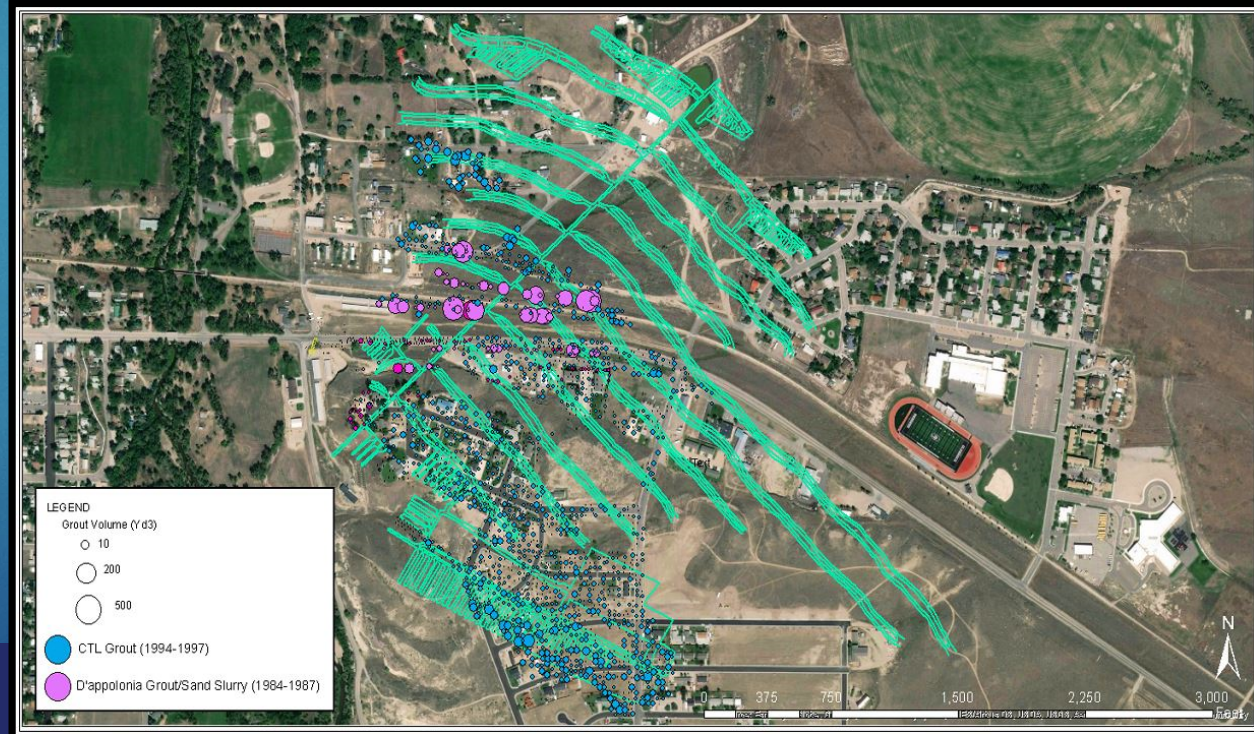 LEGEND
Grout Volume (Yd3)
10
200
500
CTL Grout (1994-1997)
D'appolonia Grout/Sand Slurry (1984-1987)
N
0 375 750 1,500 2,250 3,000
Feet